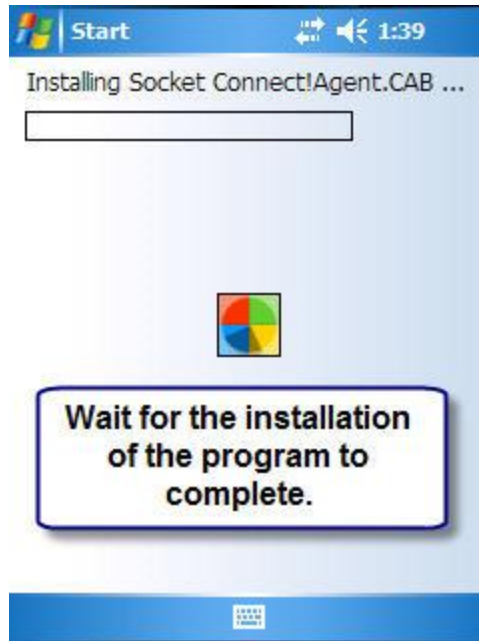 Start 1:39
Installing Socket Connect!Agent.CAB ...
Wait for the installation
of the program to
complete.